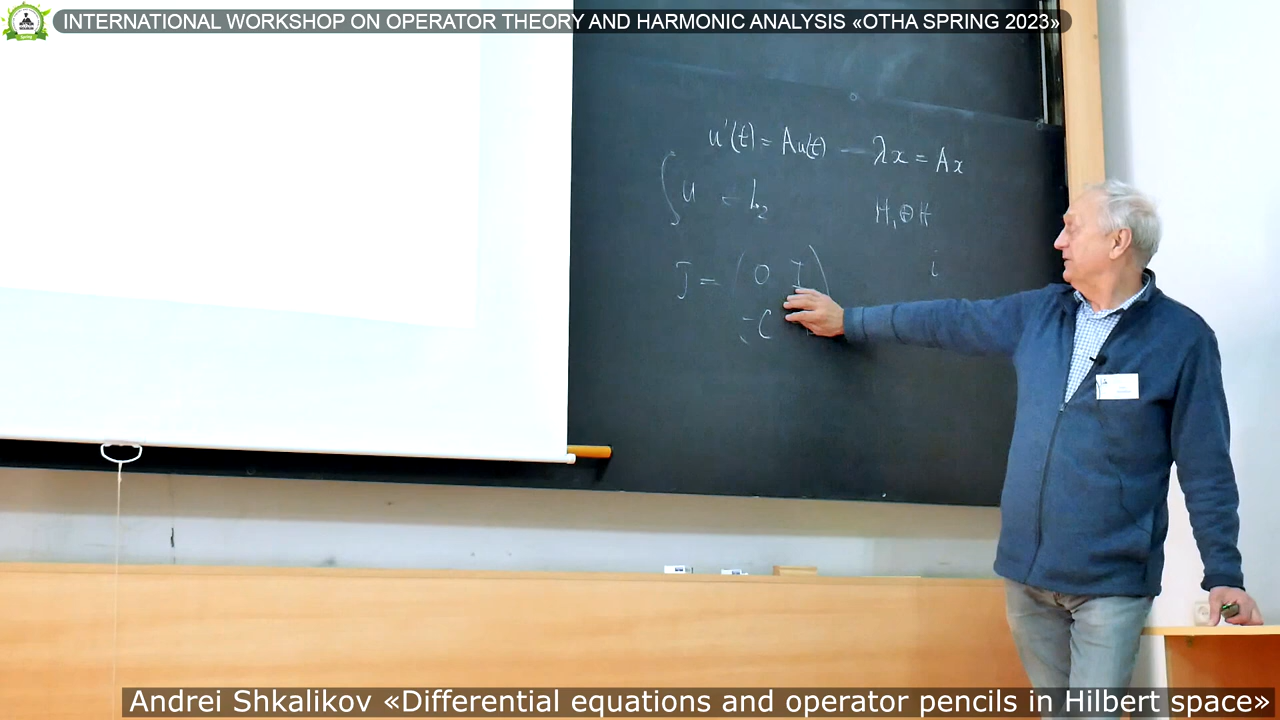 INTERNATIONAL WORKSHOP ON OPERATOR THEORY AND HARMONIC ANALYSIS «OTHA SPRING 2023»
u'(t) = Au(t) — λx = Ax
u ← L₂ H₁⊕H
i
J = ( 0 I )
-C
Andrei Shkalikov «Differential equations and operator pencils in Hilbert space»